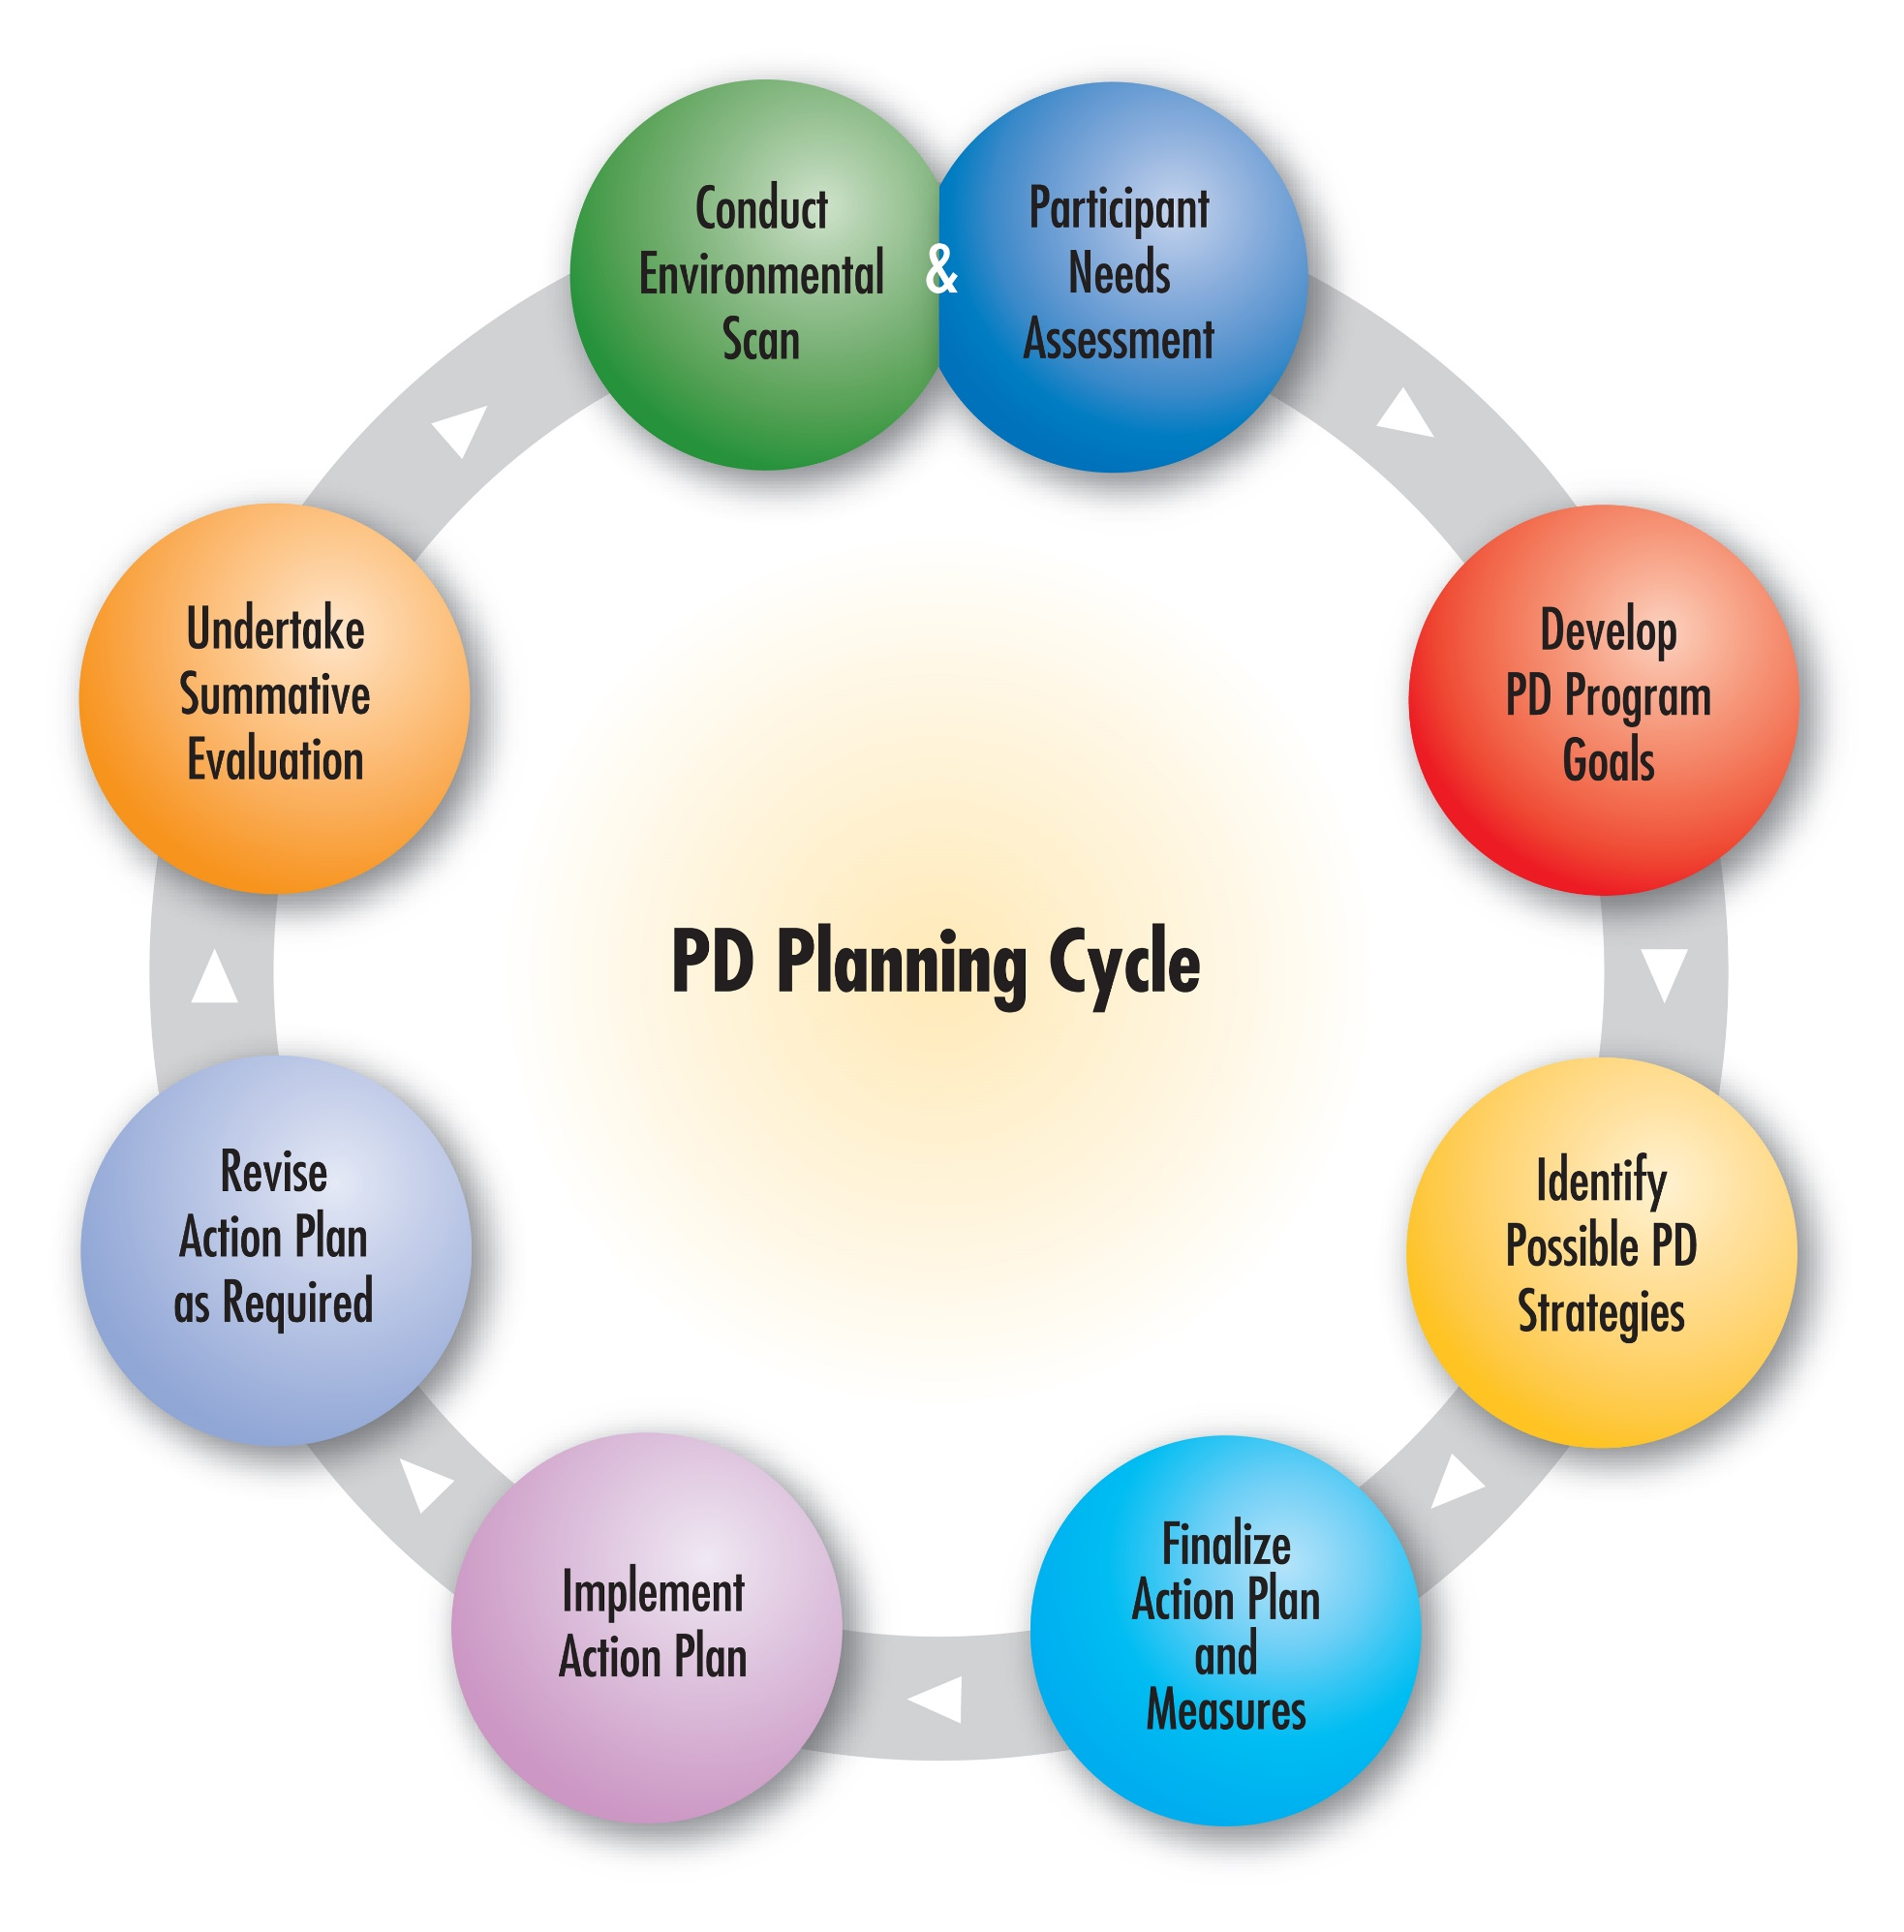 Conduct
Environmental
Scan
&
Participant
Needs
Assessment
Develop
PD Program
Goals
Identify
Possible PD
Strategies
Finalize
Action Plan
and
Measures
Implement
Action Plan
Revise
Action Plan
as Required
Undertake
Summative
Evaluation
PD Planning Cycle